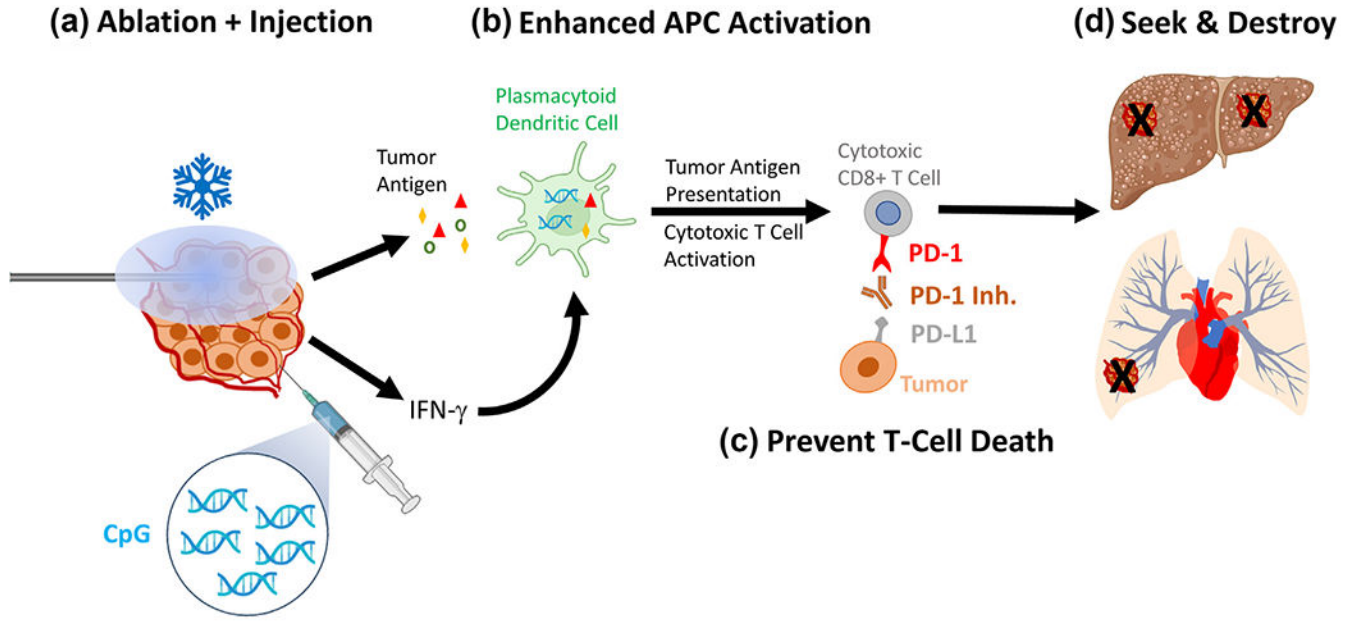 (a) Ablation + Injection
(b) Enhanced APC Activation
(d) Seek & Destroy
Plasmacytoid
Dendritic Cell
Tumor
Antigen
Tumor Antigen
Presentation
Cytotoxic T Cell
Activation
Cytotoxic
CD8+ T Cell
PD-1
PD-1 Inh.
PD-L1
Tumor
IFN-γ
(c) Prevent T-Cell Death
CpG
X
X
X